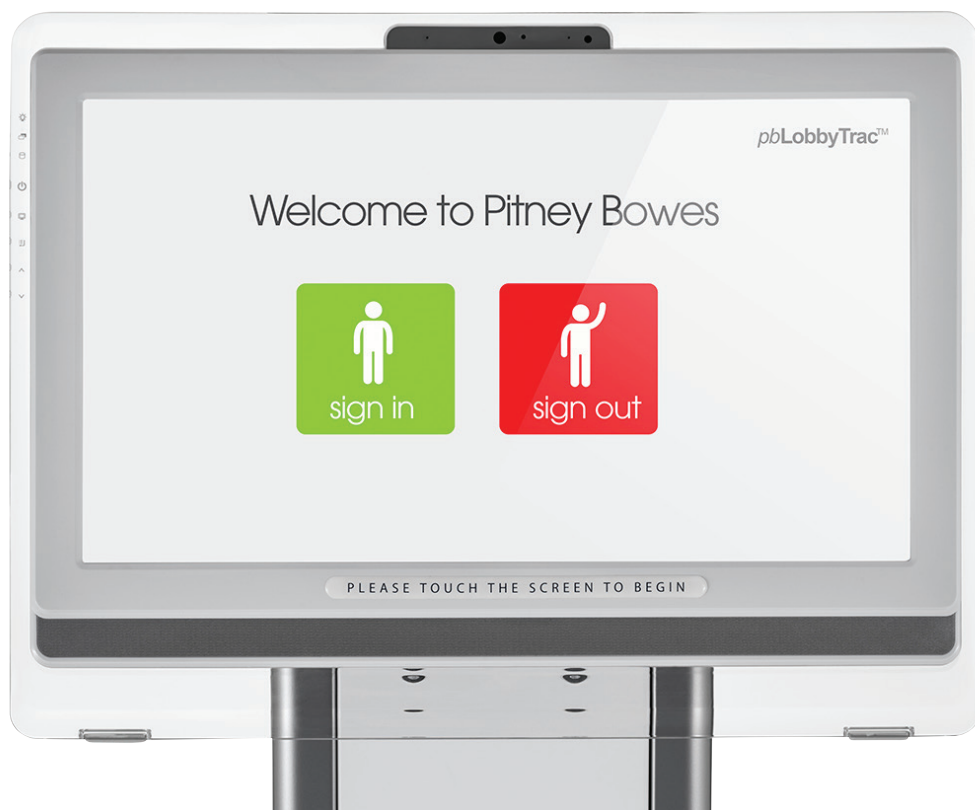 pbLobbyTrac™
Welcome to Pitney Bowes
sign in
sign out
PLEASE TOUCH THE SCREEN TO BEGIN